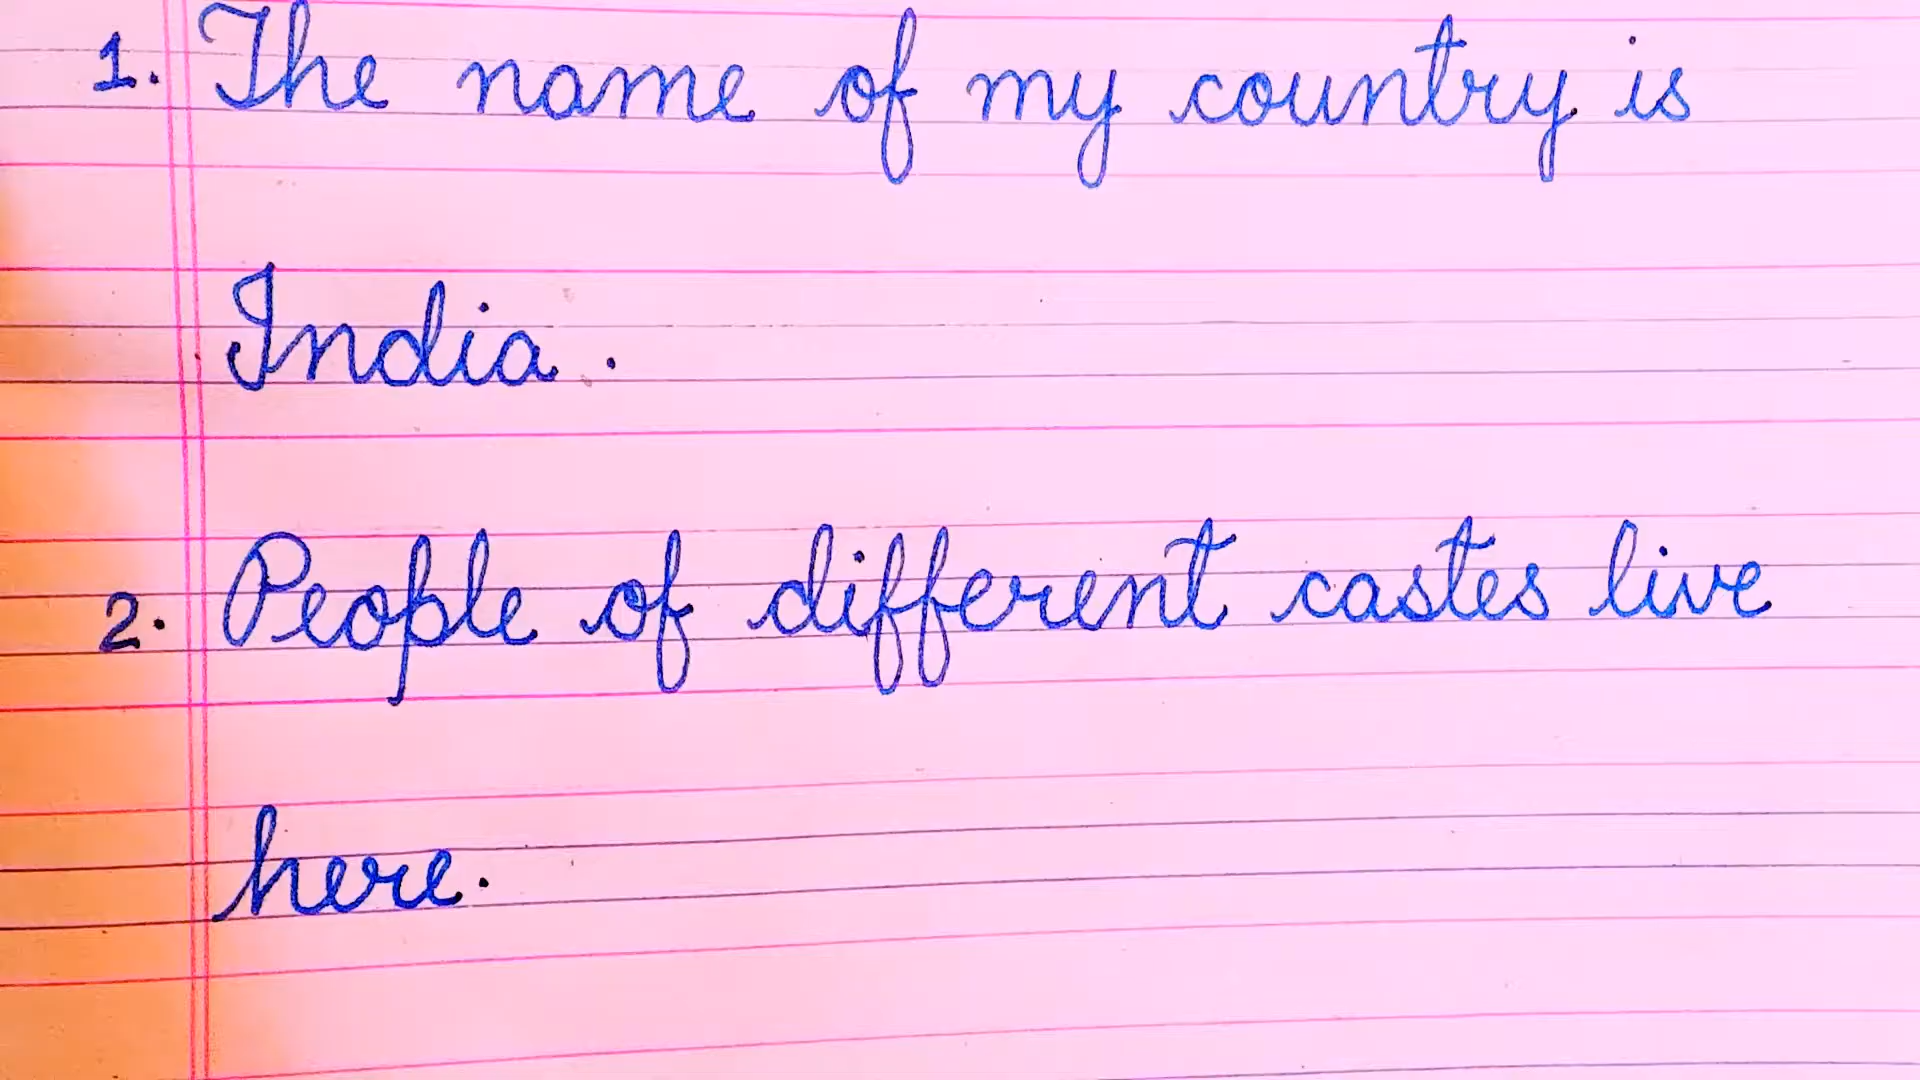 1. The name of my country is
India.
2. People of different castes live
here.